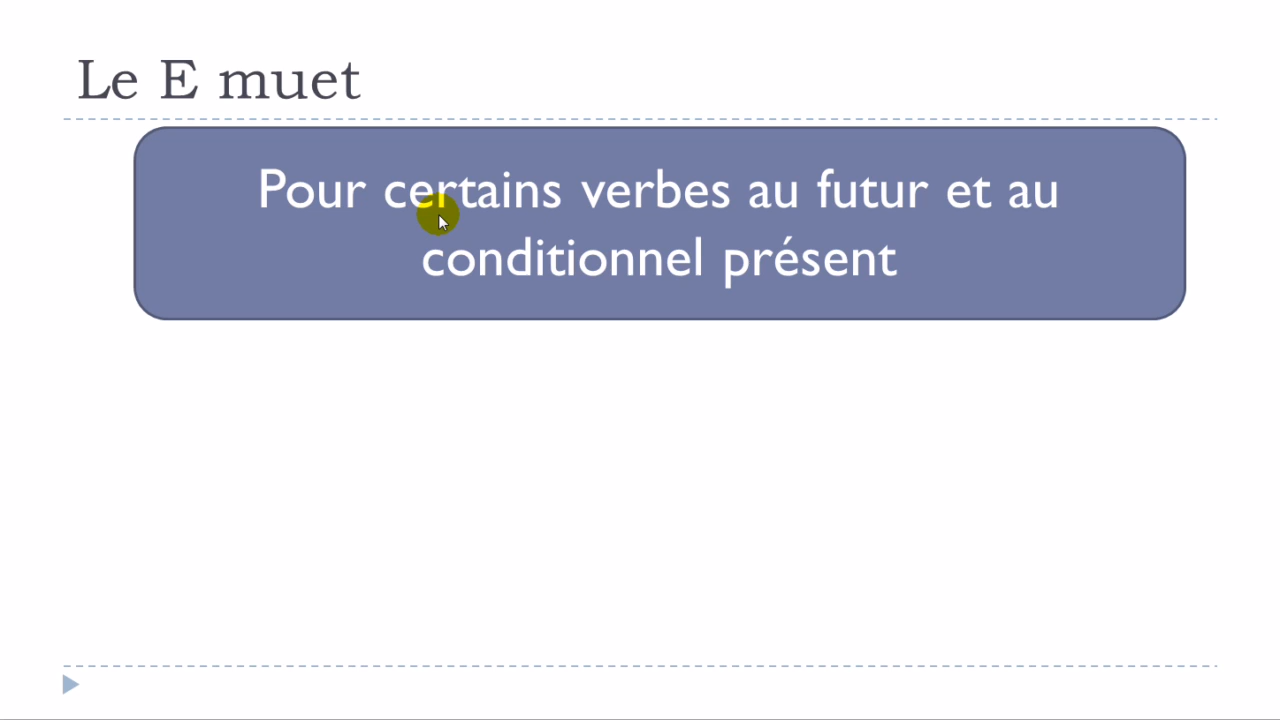 Le E muet
Pour certains verbes au futur et au
conditionnel présent